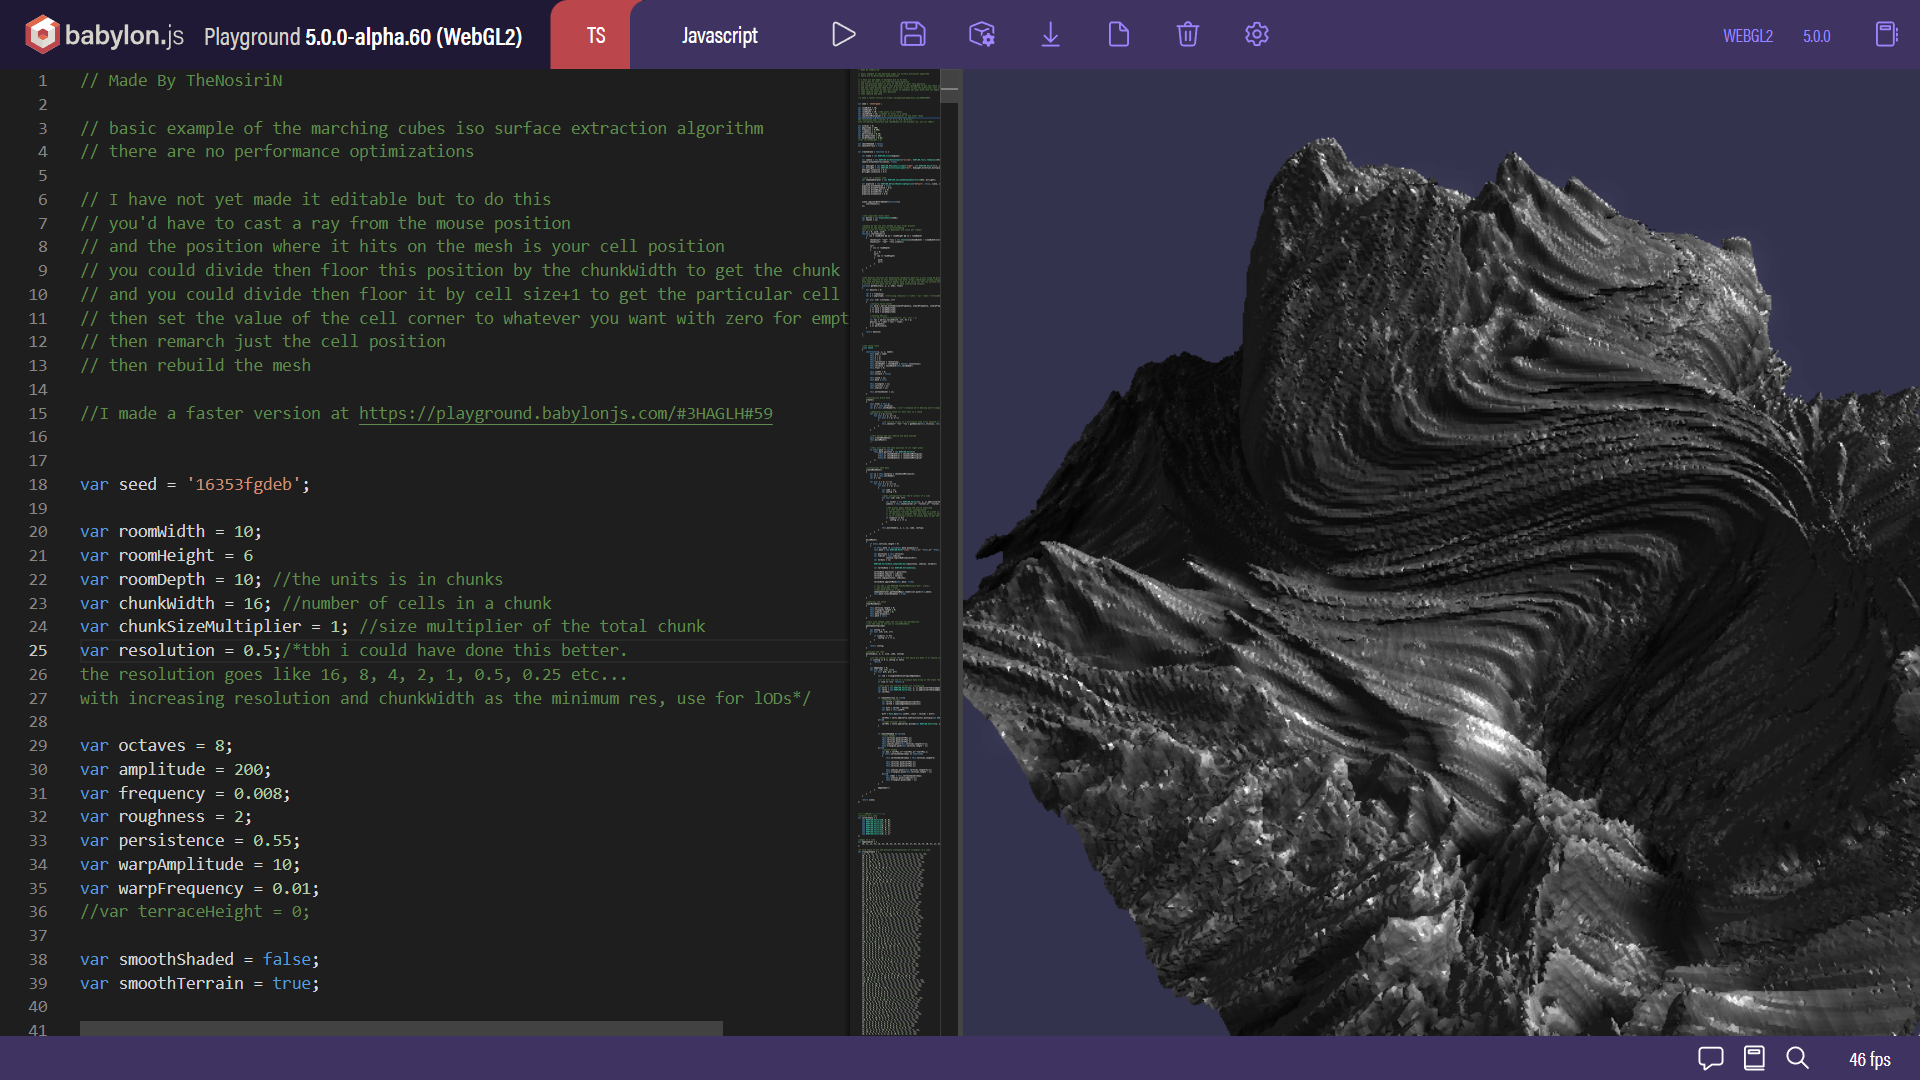 babylon.js Playground 5.0.0-alpha.60 (WebGL2) TS Javascript WEBGL2 5.0.0
1 // Made By TheNosiriN
2
3 // basic example of the marching cubes iso surface extraction algorithm
4 // there are no performance optimizations
5
6 // I have not yet made it editable but to do this
7 // you'd have to cast a ray from the mouse position
8 // and the position where it hits on the mesh is your cell position
9 // you could divide then floor this position by the chunkWidth to get the chunk
10 // and you could divide then floor it by cell size+1 to get the particular cell
11 // then set the value of the cell corner to whatever you want with zero for empt
12 // then remarch just the cell position
13 // then rebuild the mesh
14
15 //I made a faster version at https://playground.babylonjs.com/#3HAGLH#59
16
17
18 var seed = '16353fgdeb';
19
20 var roomWidth = 10;
21 var roomHeight = 6
22 var roomDepth = 10; //the units is in chunks
23 var chunkWidth = 16; //number of cells in a chunk
24 var chunkSizeMultiplier = 1; //size multiplier of the total chunk
25 var resolution = 0.5;/*tbh i could have done this better.
26 the resolution goes like 16, 8, 4, 2, 1, 0.5, 0.25 etc...
27 with increasing resolution and chunkWidth as the minimum res, use for lODs*/
28
29 var octaves = 8;
30 var amplitude = 200;
31 var frequency = 0.008;
32 var roughness = 2;
33 var persistence = 0.55;
34 var warpAmplitude = 10;
35 var warpFrequency = 0.01;
36 //var terraceHeight = 0;
37
38 var smoothShaded = false;
39 var smoothTerrain = true;
40
41
46 fps